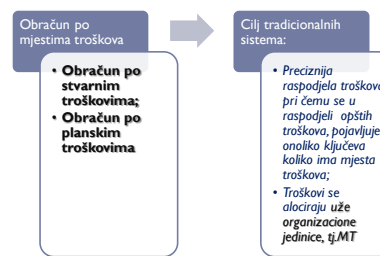 Obračun po
mjestima troškova
• Obračun po
stvarnim
troškovima;
• Obračun po
planskim
troškovima
Cilj tradicionalnih
sistema:
• Preciznija
raspodjela troškova
pri čemu se u
raspodjeli opštih
troškova, pojavljuje
onoliko ključeva
koliko ima mjesta
troškova;
• Troškovi se
alociraju uže
organizacione
jedinice, tj.MT